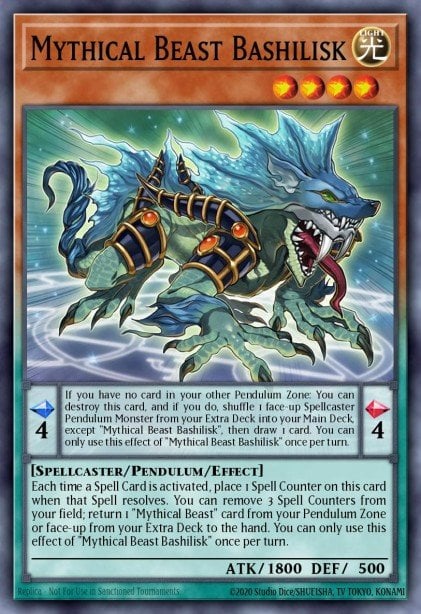 Mythical Beast Bashilisk
LIGHT
光
If you have no card in your other Pendulum Zone: You can
destroy this card, and if you do, shuffle 1 face-up Spellcaster
Pendulum Monster from your Extra Deck into your Main Deck,
except "Mythical Beast Bashilisk", then draw 1 card. You can
only use this effect of "Mythical Beast Bashilisk" once per turn.
4
4
[Spellcaster/Pendulum/Effect]
Each time a Spell Card is activated, place 1 Spell Counter on this card
when that Spell resolves. You can remove 3 Spell Counters from
your field; return 1 "Mythical Beast" card from your Pendulum Zone
or face-up from your Extra Deck to the hand. You can only use this
effect of "Mythical Beast Bashilisk" once per turn.
ATK/1800 DEF/ 500
Replica - Not For Use in Sanctioned Tournaments
©2020 Studio Dice/SHUEISHA, TV TOKYO, KONAMI